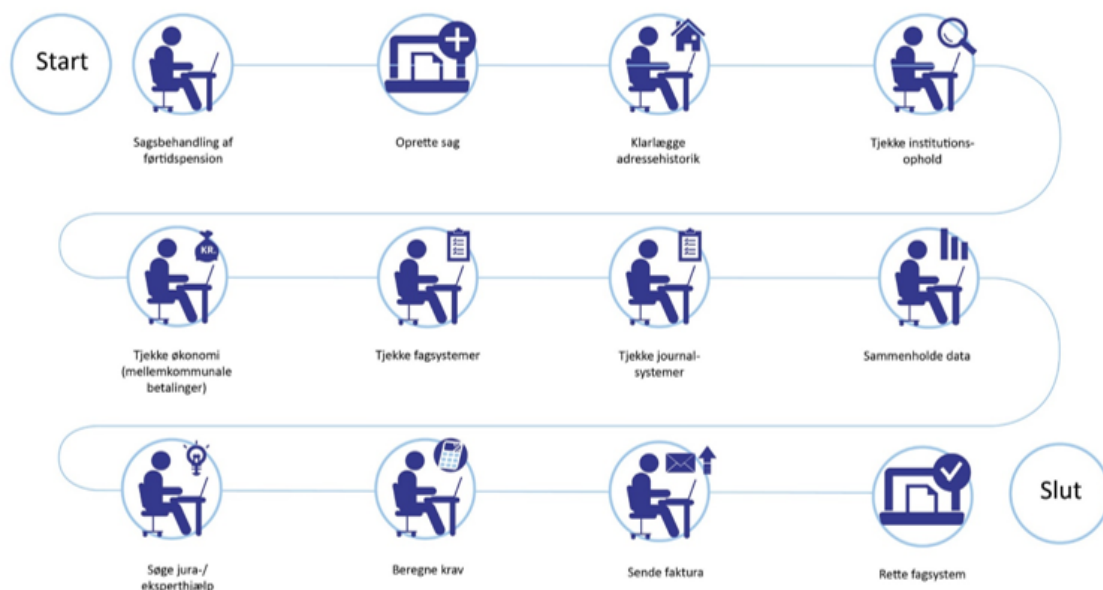 Start
Sagsbehandling af
førtidspension
Oprette sag
Klarlægge
adressehistorik
Tjekke institutions-
ophold
KR.
Tjekke økonomi
(mellemkommunale
betalinger)
Tjekke fagsystemer
Tjekke journal-
systemer
Sammenholde data
Søge jura-/
eksperthjælp
Beregne krav
Sende faktura
Rette fagsystem
Slut